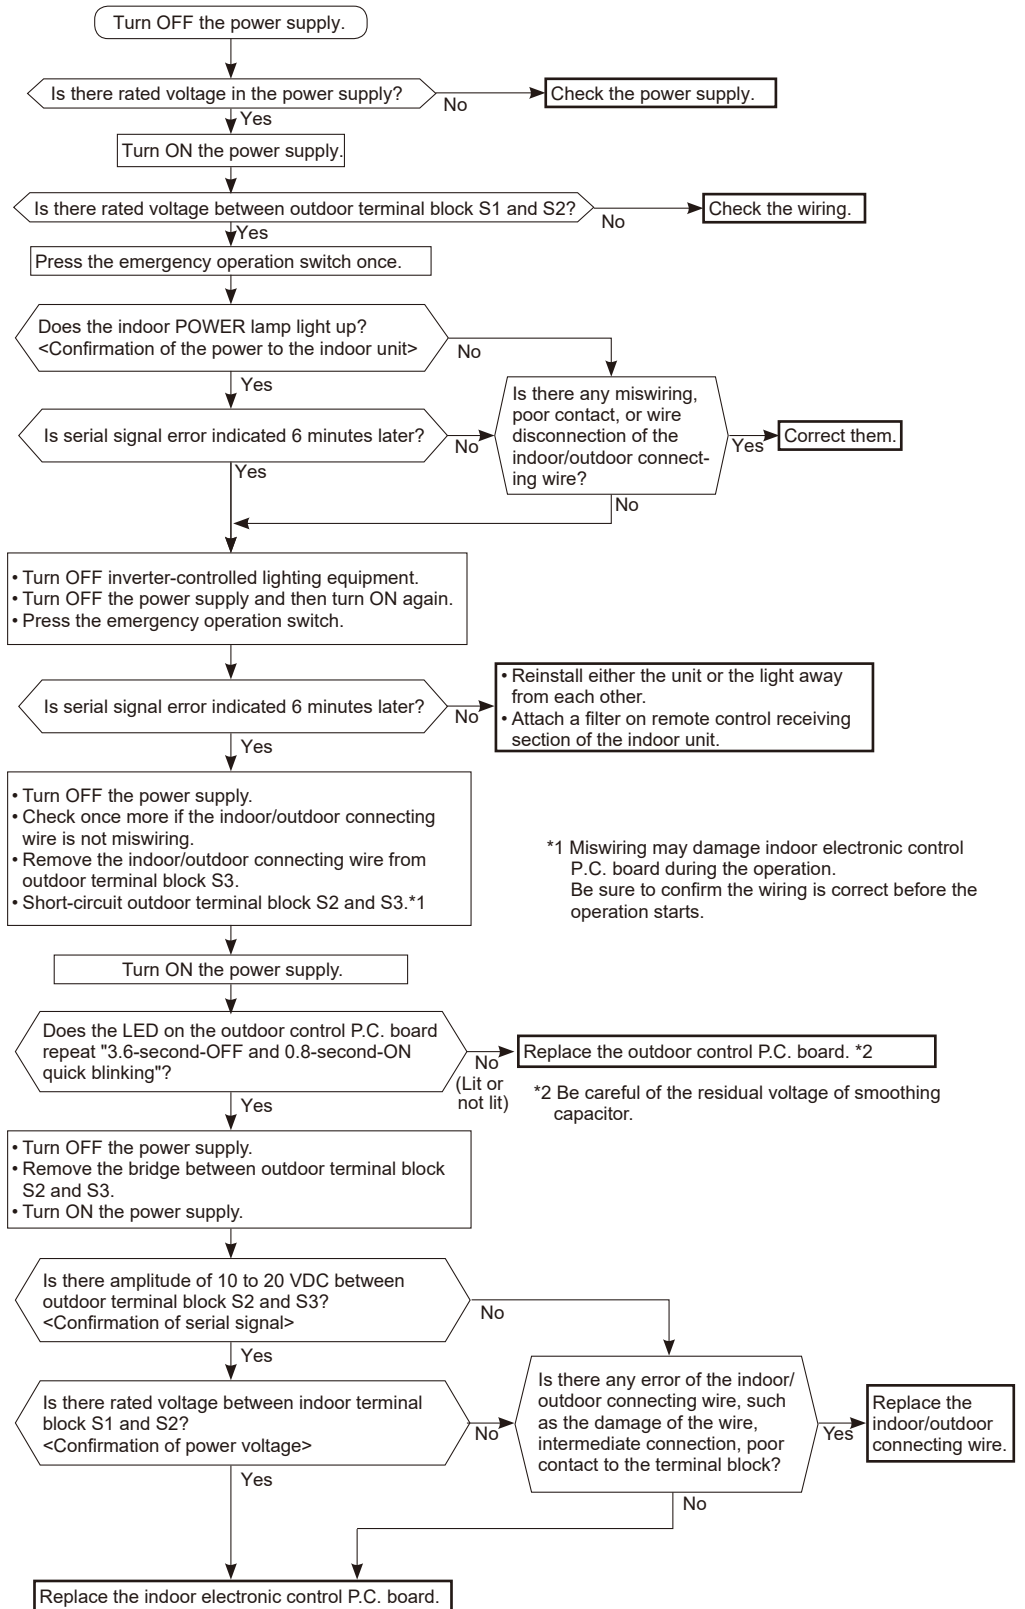 Turn OFF the power supply.
Is there rated voltage in the power supply?
No
Check the power supply.
Yes
Turn ON the power supply.
Is there rated voltage between outdoor terminal block S1 and S2?
No
Check the wiring.
Yes
Press the emergency operation switch once.
Does the indoor POWER lamp light up?
<Confirmation of the power to the indoor unit>
No
Yes
Is there any miswiring,
poor contact, or wire
disconnection of the
indoor/outdoor connect-
ing wire?
Yes
Correct them.
Is serial signal error indicated 6 minutes later?
No
Yes
No
• Turn OFF inverter-controlled lighting equipment.
• Turn OFF the power supply and then turn ON again.
• Press the emergency operation switch.
Is serial signal error indicated 6 minutes later?
No
• Reinstall either the unit or the light away
from each other.
• Attach a filter on remote control receiving
section of the indoor unit.
Yes
• Turn OFF the power supply.
• Check once more if the indoor/outdoor connecting
wire is not miswiring.
• Remove the indoor/outdoor connecting wire from
outdoor terminal block S3.
• Short-circuit outdoor terminal block S2 and S3.*1
*1 Miswiring may damage indoor electronic control
P.C. board during the operation.
Be sure to confirm the wiring is correct before the
operation starts.
Turn ON the power supply.
Does the LED on the outdoor control P.C. board
repeat "3.6-second-OFF and 0.8-second-ON
quick blinking"?
No
(Lit or
not lit)
Replace the outdoor control P.C. board. *2
*2 Be careful of the residual voltage of smoothing
capacitor.
Yes
• Turn OFF the power supply.
• Remove the bridge between outdoor terminal block
S2 and S3.
• Turn ON the power supply.
Is there amplitude of 10 to 20 VDC between
outdoor terminal block S2 and S3?
<Confirmation of serial signal>
No
Yes
Is there rated voltage between indoor terminal
block S1 and S2?
<Confirmation of power voltage>
No
Is there any error of the indoor/
outdoor connecting wire, such
as the damage of the wire,
intermediate connection, poor
contact to the terminal block?
Yes
Replace the
indoor/outdoor
connecting wire.
Yes
No
Replace the indoor electronic control P.C. board.